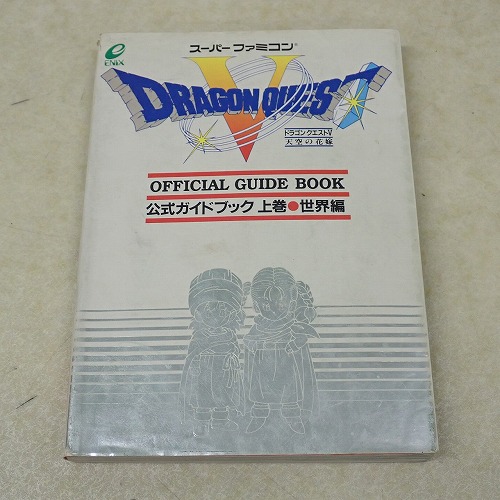 ENIX
スーパーファミコン®
DRAGON QUEST
V
ドラゴンクエストV
天空の花嫁
OFFICIAL GUIDE BOOK
公式ガイドブック 上巻●世界編